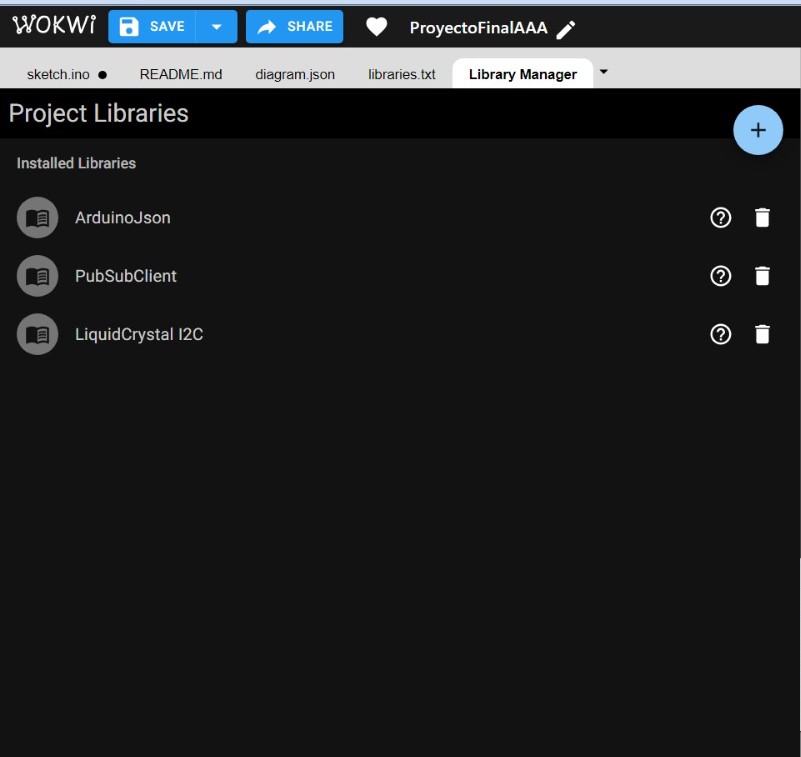 WOKWi SAVE SHARE ProyectoFinalAAA
sketch.ino README.md diagram.json libraries.txt Library Manager
Project Libraries
+
Installed Libraries
ArduinoJson
PubSubClient
LiquidCrystal I2C